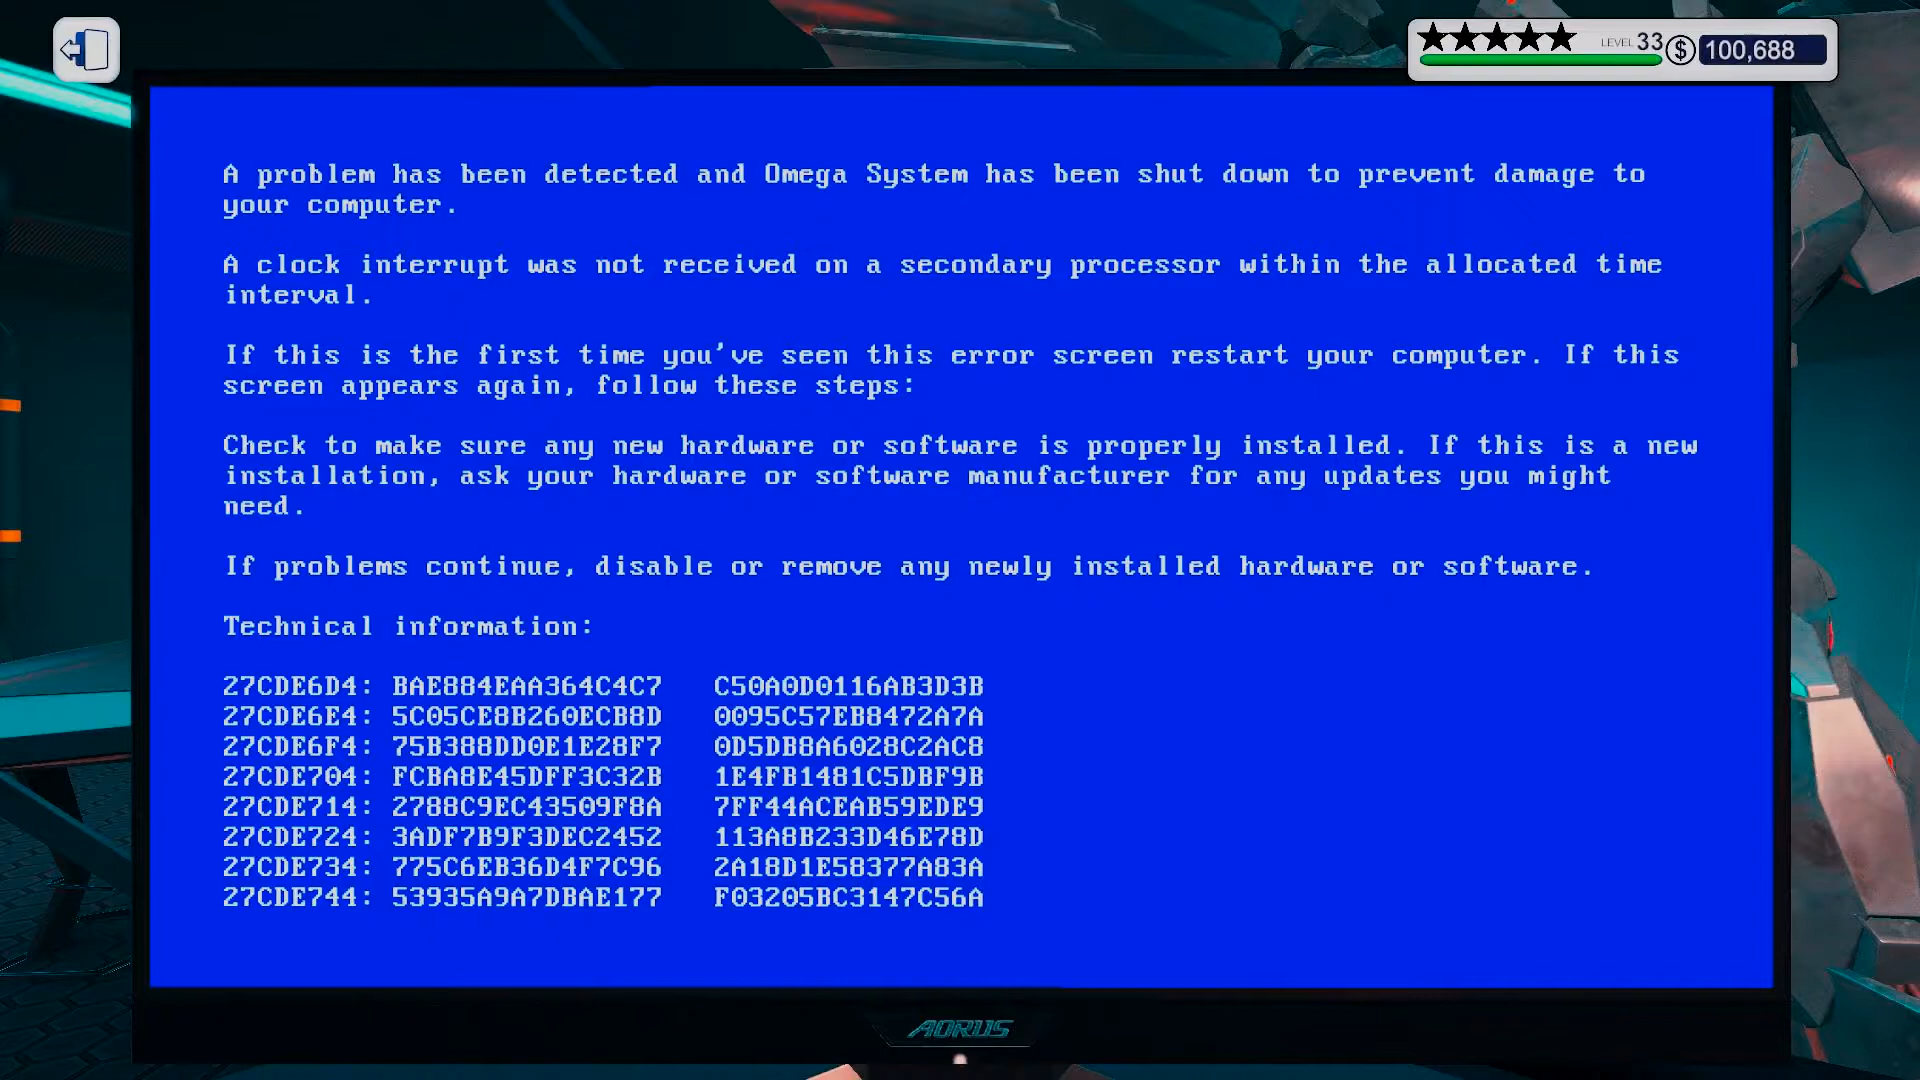 ★★★★★ LEVEL 33 $ 100,688
A problem has been detected and Omega System has been shut down to prevent damage to
your computer.
A clock interrupt was not received on a secondary processor within the allocated time
interval.
If this is the first time you've seen this error screen restart your computer. If this
screen appears again, follow these steps:
Check to make sure any new hardware or software is properly installed. If this is a new
installation, ask your hardware or software manufacturer for any updates you might
need.
If problems continue, disable or remove any newly installed hardware or software.
Technical information:
27CDE6D4: BAE884EAA364C4C7 C50A0D0116AB3D3B
27CDE6E4: 5C05CE8B260ECB8D 0095C57EB8472A7A
27CDE6F4: 75B388DD0E1E28F7 0D5DB8A6028C2AC8
27CDE704: FCBA8E45DFF3C32B 1E4FB1481C5DBF9B
27CDE714: 2788C9EC43509F8A 7FF44ACEAB59EDE9
27CDE724: 3ADF7B9F3DEC2452 113A8B233D46E78D
27CDE734: 775C6EB36D4F7C96 2A18D1E58377A83A
27CDE744: 53935A9A7DBAE177 F03205BC3147C56A
AORUS